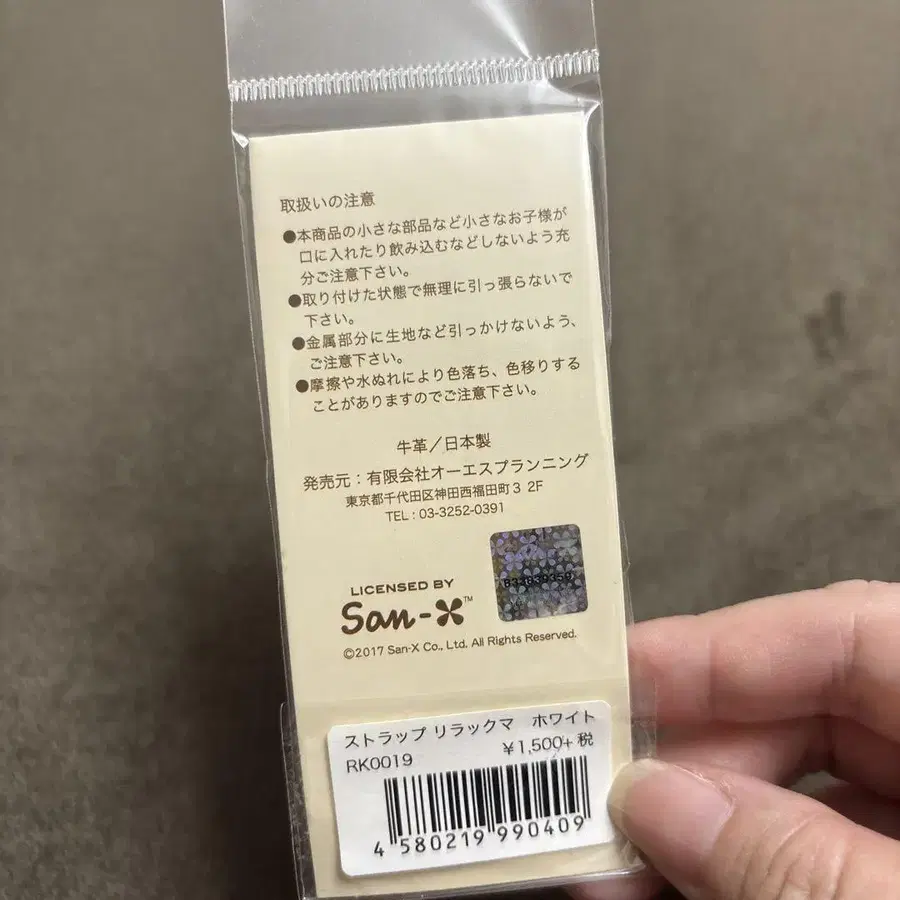 取扱いの注意
●本商品の小さな部品など小さなお子様が
口に入れたり飲み込むなどしないよう充
分ご注意下さい。
●取り付けた状態で無理に引っ張らないで
下さい。
●金属部分に生地など引っかけないよう、
ご注意下さい。
●摩擦や水ぬれにより色落ち、色移りする
ことがありますのでご注意下さい。
牛革／日本製
発売元：有限会社オーエスプランニング
東京都千代田区神田西福田町3 2F
TEL : 03-3252-0391
LICENSED BY
San-X™
©2017 San-X Co., Ltd. All Rights Reserved.
ストラップ リラックマ　ホワイト
¥1,500+ 税
RK0019
4 580219 990409